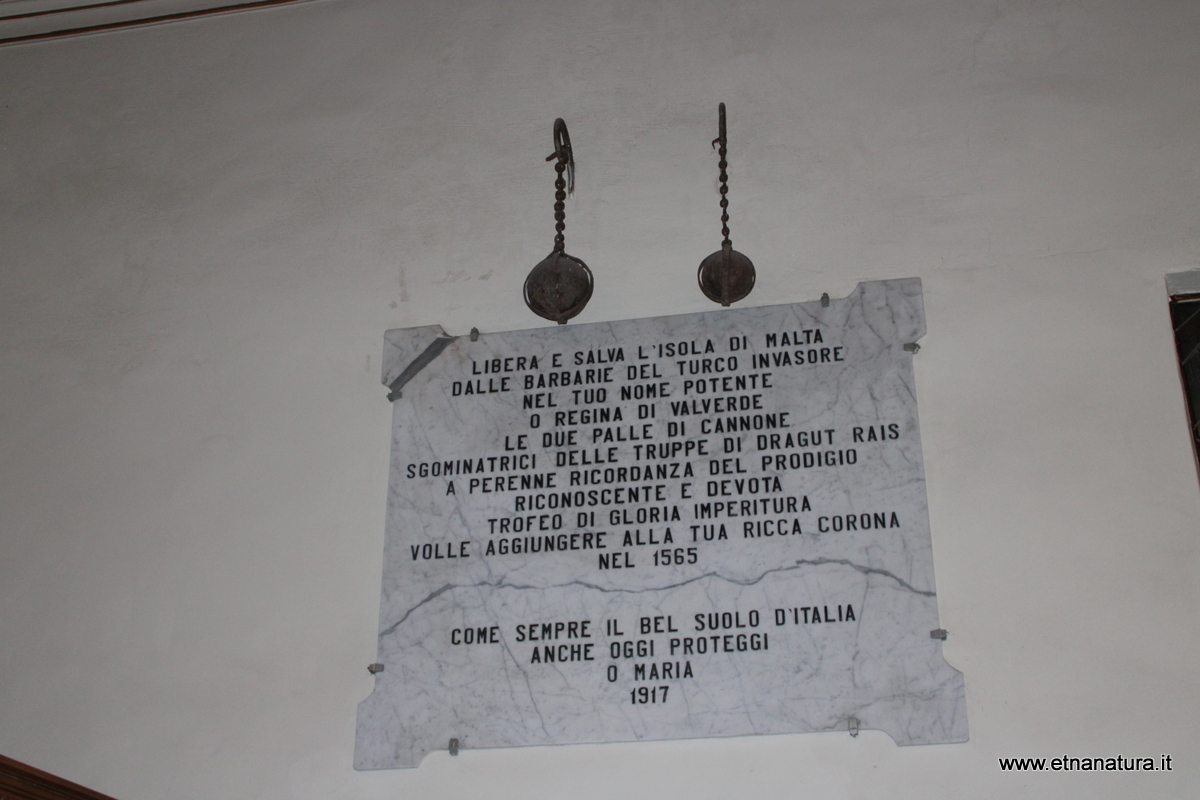 LIBERA E SALVA L'ISOLA DI MALTA
DALLE BARBARIE DEL TURCO INVASORE
NEL TUO NOME POTENTE
O REGINA DI VALVERDE
LE DUE PALLE DI CANNONE
SGOMINATRICI DELLE TRUPPE DI DRAGUT RAIS
A PERENNE RICORDANZA DEL PRODIGIO
RICONOSCENTE E DEVOTA
TROFEO DI GLORIA IMPERITURA
VOLLE AGGIUNGERE ALLA TUA RICCA CORONA
NEL 1565
COME SEMPRE IL BEL SUOLO D'ITALIA
ANCHE OGGI PROTEGGI
O MARIA
1917
www.etnanatura.it